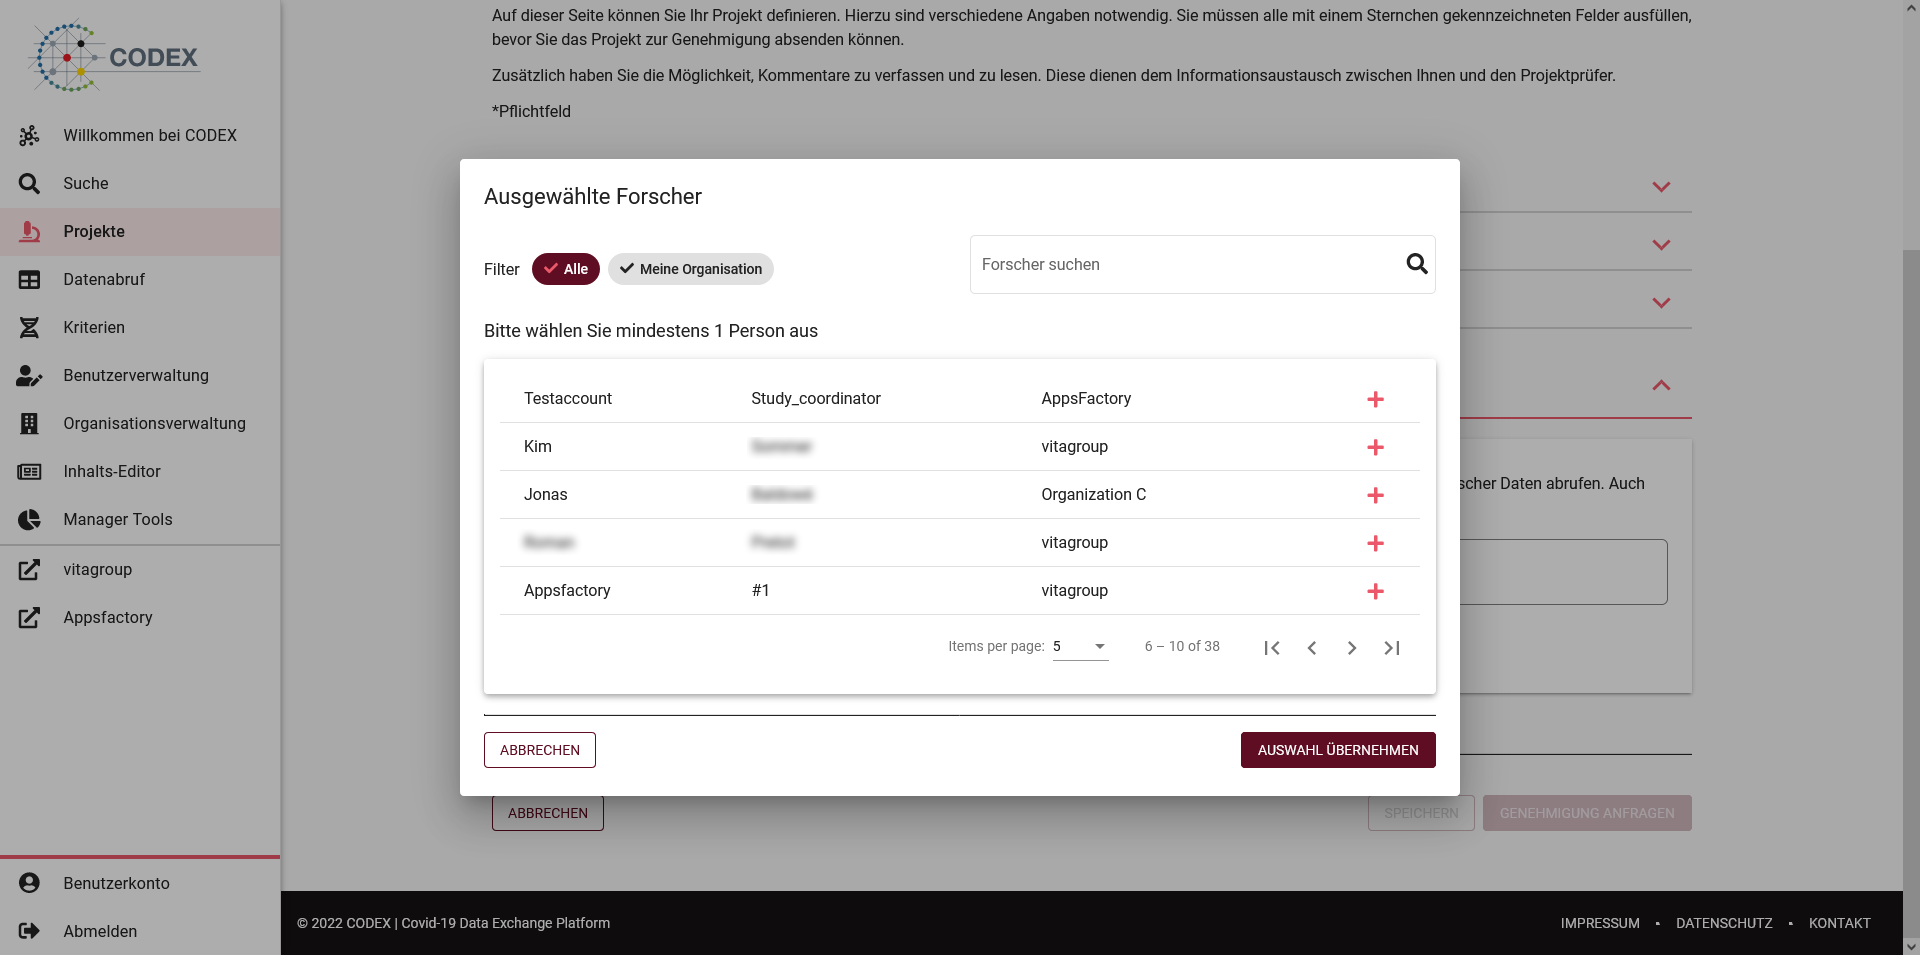 CODEX
Willkommen bei CODEX
Suche
Projekte
Datenabruf
Kriterien
Benutzerverwaltung
Organisationsverwaltung
Inhalts-Editor
Manager Tools
vitagroup
Appsfactory
Benutzerkonto
Abmelden
Auf dieser Seite können Sie Ihr Projekt definieren. Hierzu sind verschiedene Angaben notwendig. Sie müssen alle mit einem Sternchen gekennzeichneten Felder ausfüllen,
bevor Sie das Projekt zur Genehmigung absenden können.
Zusätzlich haben Sie die Möglichkeit, Kommentare zu verfassen und zu lesen. Diese dienen dem Informationsaustausch zwischen Ihnen und den Projektprüfer.
*Pflichtfeld
Ausgewählte Forscher
Filter Alle Meine Organisation Forscher suchen
Bitte wählen Sie mindestens 1 Person aus
Testaccount Study_coordinator AppsFactory
Kim vitagroup
Jonas Organization C
vitagroup
Appsfactory #1 vitagroup
Items per page: 5 6 – 10 of 38
ABBRECHEN AUSWAHL ÜBERNEHMEN
scher Daten abrufen. Auch
ABBRECHEN SPEICHERN GENEHMIGUNG ANFRAGEN
© 2022 CODEX | Covid-19 Data Exchange Platform IMPRESSUM • DATENSCHUTZ • KONTAKT